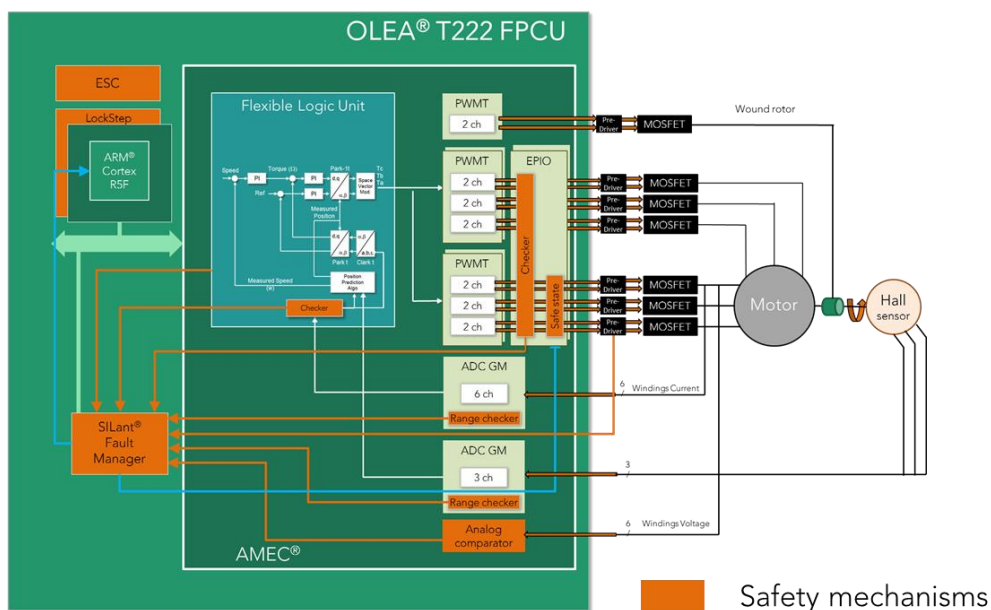 OLEA® T222 FPCU
ESC
LockStep
ARM®
Cortex
R5F
Flexible Logic Unit
Speed
PI
Torque (Ω)
PI
Park-1t
d,q
Space
Vector
Mod.
Tc
Tb
Ta
Ref
PI
Measured
Position
d,q
Park t
Clark t
Measured Speed
Position
Prediction
Algo
Checker
PWMT
2 ch
PWMT
2 ch
2 ch
2 ch
PWMT
2 ch
2 ch
2 ch
EPIO
Checker
Safe state
ADC GM
6 ch
Range checker
ADC GM
3 ch
Range checker
Analog
comparator
SILant®
Fault
Manager
AMEC®
Pre-
Driver
MOSFET
Wound rotor
Pre-
Driver
MOSFET
Pre-
Driver
MOSFET
Pre-
Driver
MOSFET
Pre-
Driver
MOSFET
Pre-
Driver
MOSFET
Pre-
Driver
MOSFET
Motor
Hall
sensor
6
Windings Current
3
6
Windings Voltage
Safety mechanisms